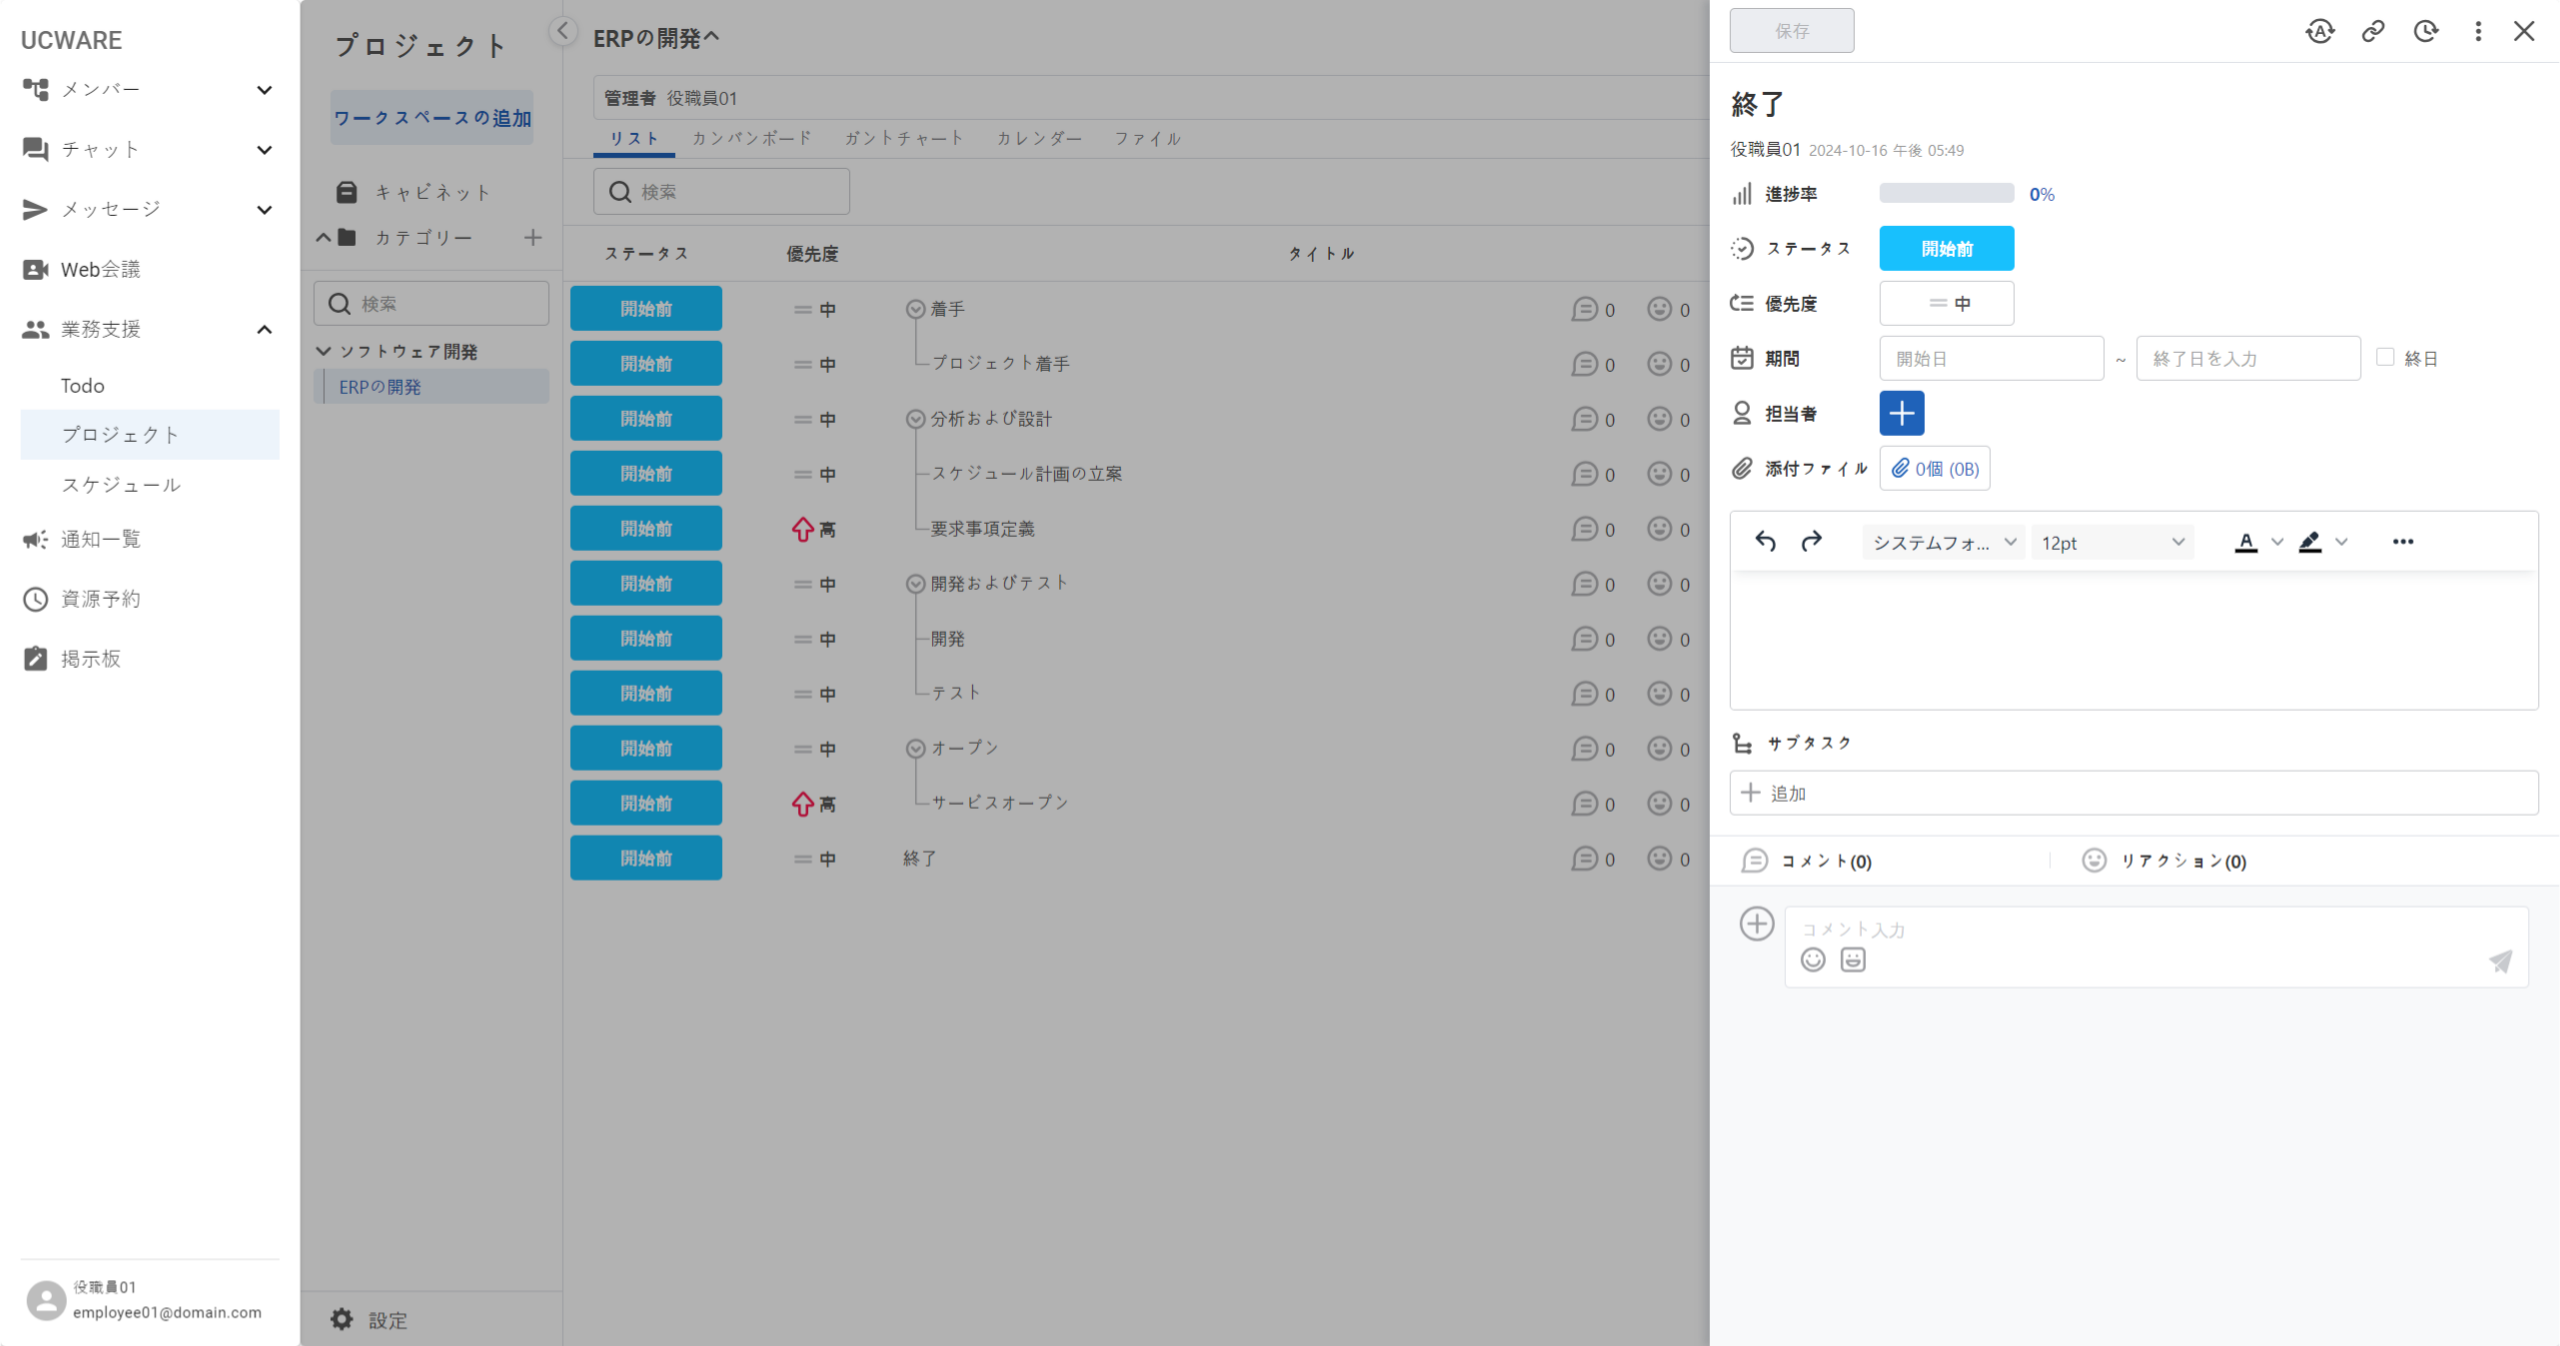 UCWARE
メンバー
チャット
メッセージ
Web会議
業務支援
Todo
プロジェクト
スケジュール
通知一覧
資源予約
掲示板
役職員01
employee01@domain.com
プロジェクト
ワークスペースの追加
キャビネット
カテゴリー
検索
ソフトウェア開発
ERPの開発
設定
ERPの開発
管理者 役職員01
リスト カンバンボード ガントチャート カレンダー ファイル
検索
ステータス 優先度 タイトル
開始前 中 着手 0 0
開始前 中 プロジェクト着手 0 0
開始前 中 分析および設計 0 0
開始前 中 スケジュール計画の立案 0 0
開始前 高 要求事項定義 0 0
開始前 中 開発およびテスト 0 0
開始前 中 開発 0 0
開始前 中 テスト 0 0
開始前 中 オープン 0 0
開始前 高 サービスオープン 0 0
開始前 中 終了 0 0
保存
終了
役職員01 2024-10-16 午後 05:49
進捗率 0%
ステータス 開始前
優先度 中
期間 開始日 ~ 終了日を入力 終日
担当者
添付ファイル 0個 (0B)
システムフォ... 12pt A
サブタスク
追加
コメント(0) リアクション(0)
コメント入力